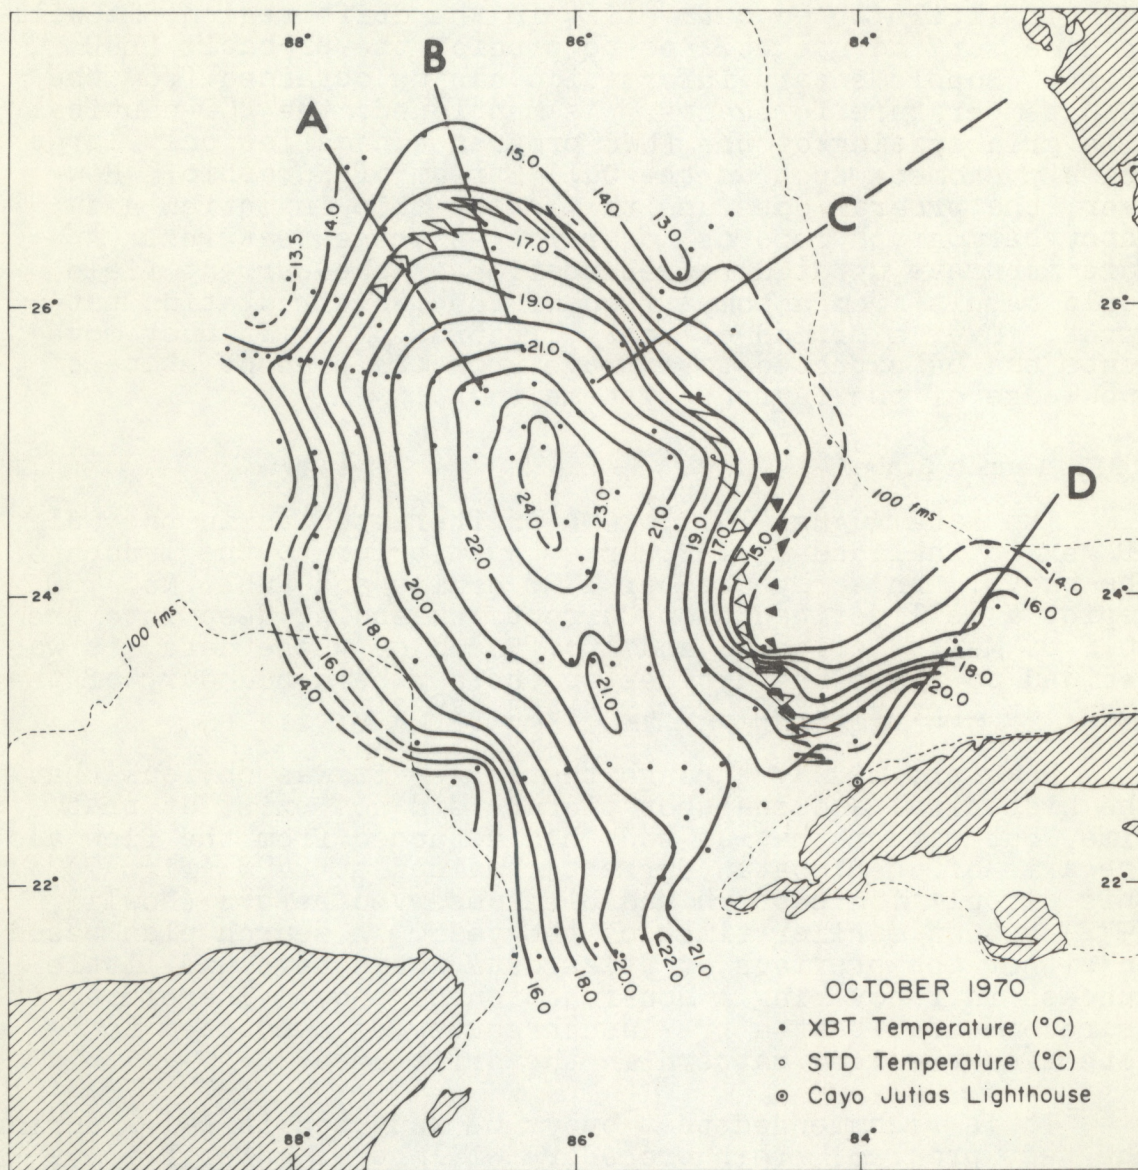 88° 86° 84°
B
A
15.0
14.0
13.0
C
14.0
13.5
17.0
26° 26°
19.0
21.0
D
100 fms
24.0 23.0 21.0 19.0 17.0 15.0
22.0
14.0
24° 24°
16.0
20.0
100 fms
18.0
18.0
16.0
21.0
20.0
14.0
22° 22°
22.0 21.0
20.0
18.0
16.0
OCTOBER 1970
• XBT Temperature (°C)
◦ STD Temperature (°C)
⊙ Cayo Jutias Lighthouse
88° 86° 84°